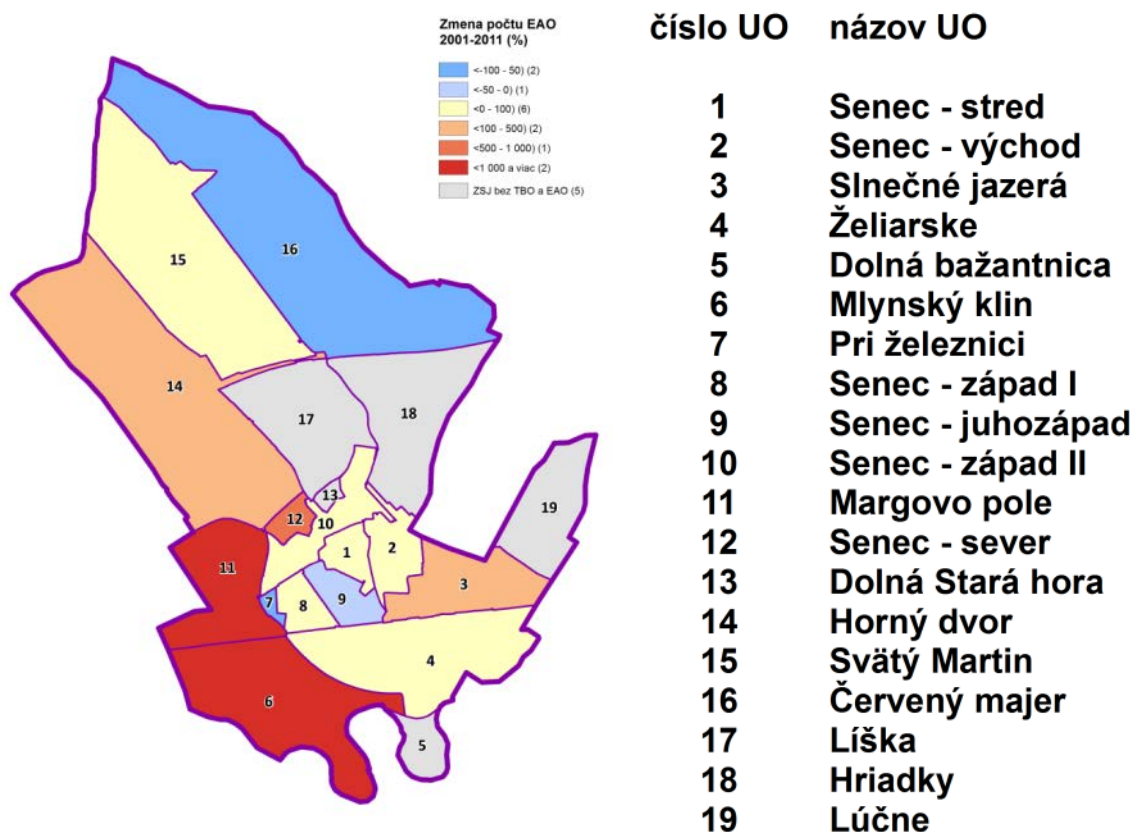 Zmena počtu EAO
2001-2011 (%)
<-100 - 50) (2)
<-50 - 0) (1)
<0 - 100) (6)
<100 - 500) (2)
<500 - 1 000) (1)
<1 000 a viac (2)
ZSJ bez TBO a EAO (5)
16
15
14
17
18
13
12
10
19
1
2
11
3
7
8
9
4
6
5
číslo UO názov UO
1 Senec - stred
2 Senec - východ
3 Slnečné jazerá
4 Želiarske
5 Dolná bažantnica
6 Mlynský klin
7 Pri železnici
8 Senec - západ I
9 Senec - juhozápad
10 Senec - západ II
11 Margovo pole
12 Senec - sever
13 Dolná Stará hora
14 Horný dvor
15 Svätý Martin
16 Červený majer
17 Líška
18 Hriadky
19 Lúčne